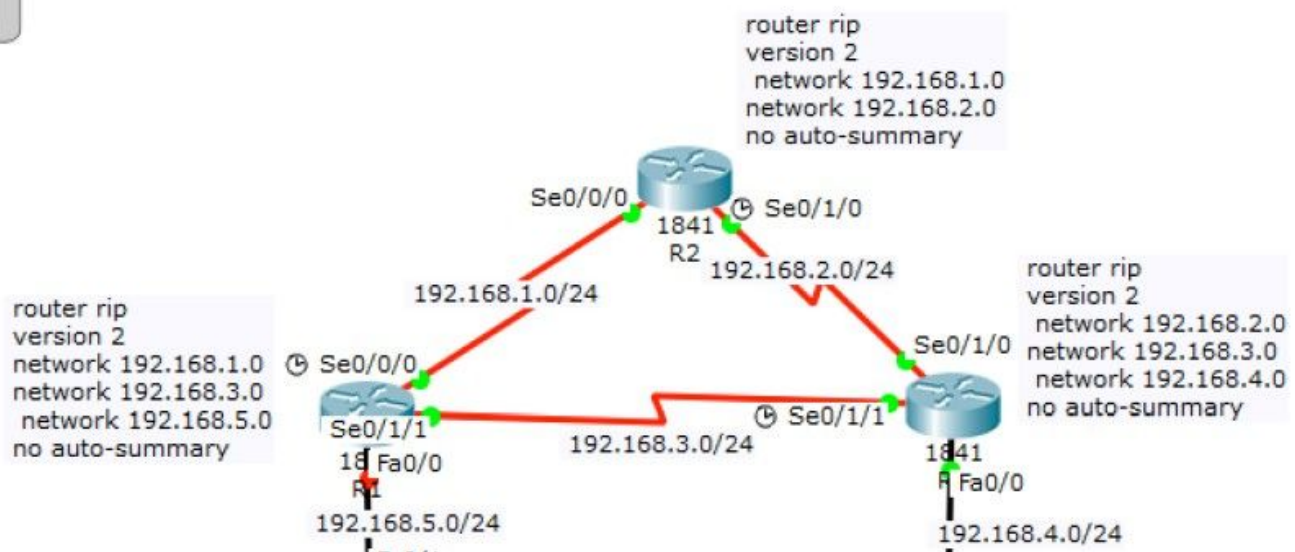 router rip
version 2
network 192.168.1.0
network 192.168.2.0
no auto-summary
Se0/0/0
Se0/1/0
1841
R2
192.168.2.0/24
192.168.1.0/24
router rip
version 2
network 192.168.2.0
network 192.168.3.0
network 192.168.4.0
no auto-summary
router rip
version 2
network 192.168.1.0
network 192.168.3.0
network 192.168.5.0
no auto-summary
Se0/0/0
Se0/1/0
Se0/1/1
Se0/1/1
192.168.3.0/24
18
Fa0/0
R1
192.168.5.0/24
1841
Fa0/0
192.168.4.0/24